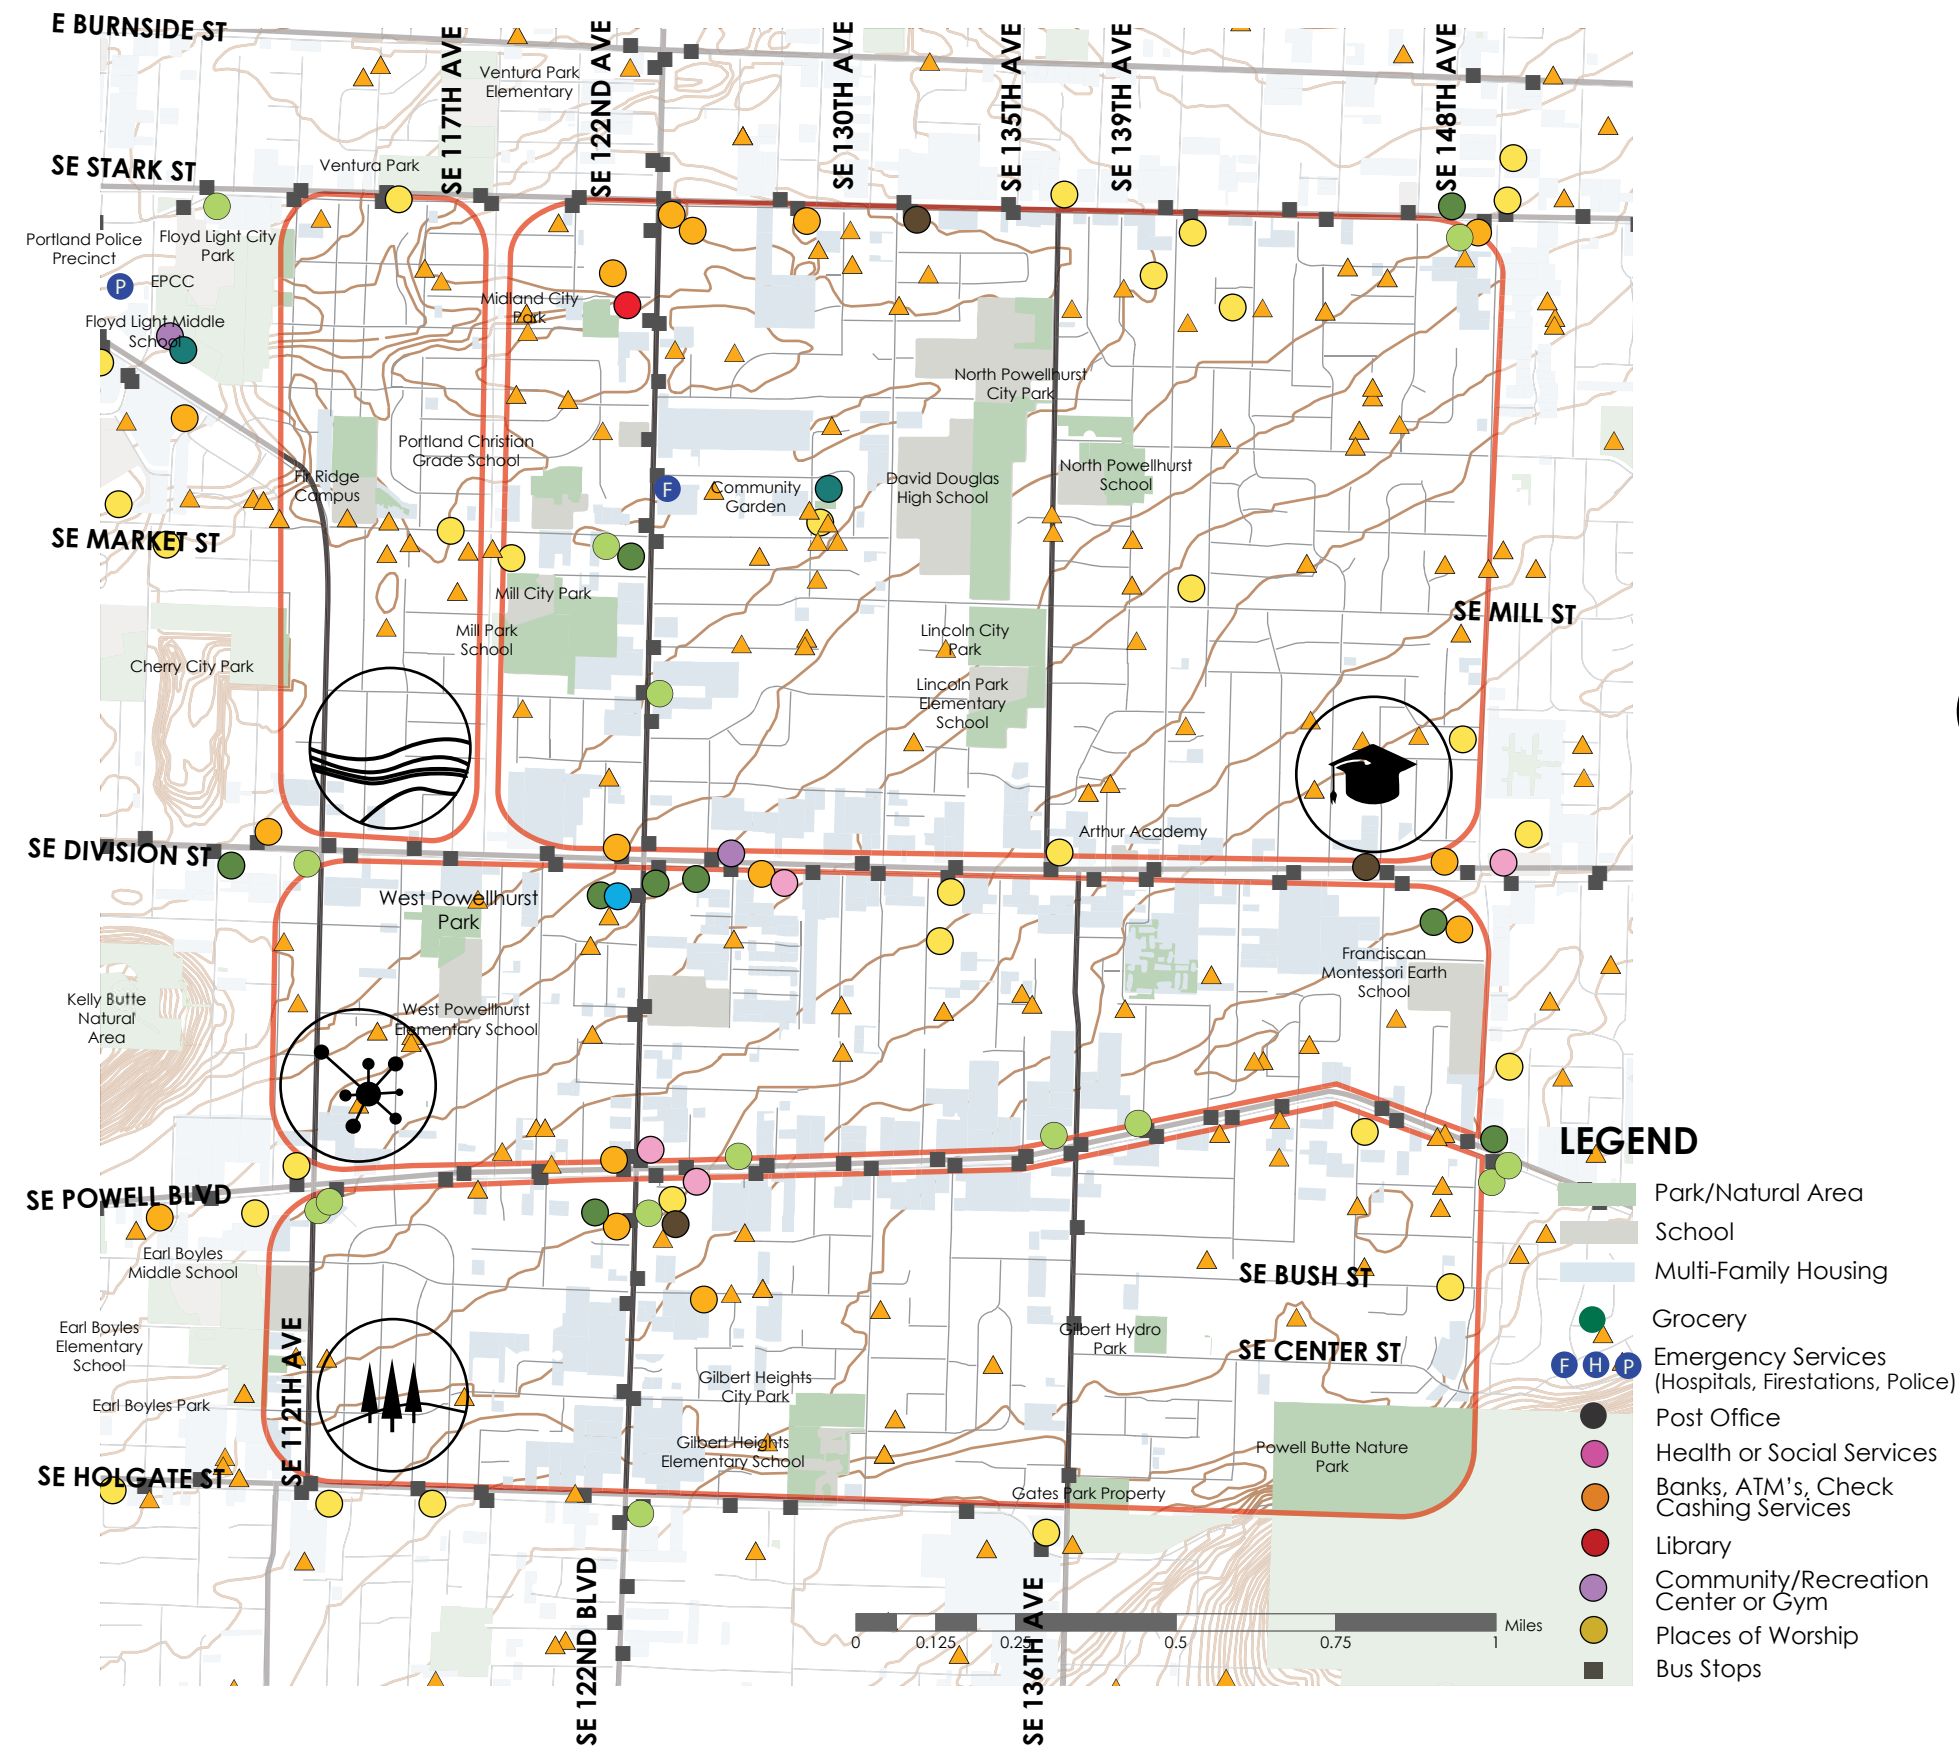 E BURNSIDE ST
SE 117TH AVE
SE 122ND AVE
SE 130TH AVE
SE 135TH AVE
SE 139TH AVE
SE 148TH AVE
Ventura Park
Elementary
SE STARK ST
Ventura Park
Portland Police
Precinct
Floyd Light City
Park
P
EPCC
Floyd Light Middle
School
Midland City
Park
North Powellhurst
City Park
Portland Christian
Grade School
Fir Ridge
Campus
F
Community
Garden
David Douglas
High School
North Powellhurst
School
SE MARKET ST
Mill City Park
SE MILL ST
Mill Park
School
Lincoln City
Park
Cherry City Park
Lincoln Park
Elementary
School
Arthur Academy
SE DIVISION ST
West Powellhurst
Park
Franciscan
Montessori Earth
School
Kelly Butte
Natural
Area
West Powellhurst
Elementary School
SE POWELL BLVD
Earl Boyles
Middle School
SE BUSH ST
Earl Boyles
Elementary
School
SE 112TH AVE
Gilbert Hydro
Park
SE CENTER ST
Earl Boyles Park
Gilbert Heights
City Park
Gilbert Heights
Elementary School
Powell Butte Nature
Park
SE HOLGATE ST
Gates Park Property
SE 122ND BLVD
SE 136TH AVE
0
0.125
0.25
0.5
0.75
1
Miles
LEGEND
Park/Natural Area
School
Multi-Family Housing
Grocery
F H P
Emergency Services
(Hospitals, Firestations, Police)
Post Office
Health or Social Services
Banks, ATM's, Check
Cashing Services
Library
Community/Recreation
Center or Gym
Places of Worship
Bus Stops